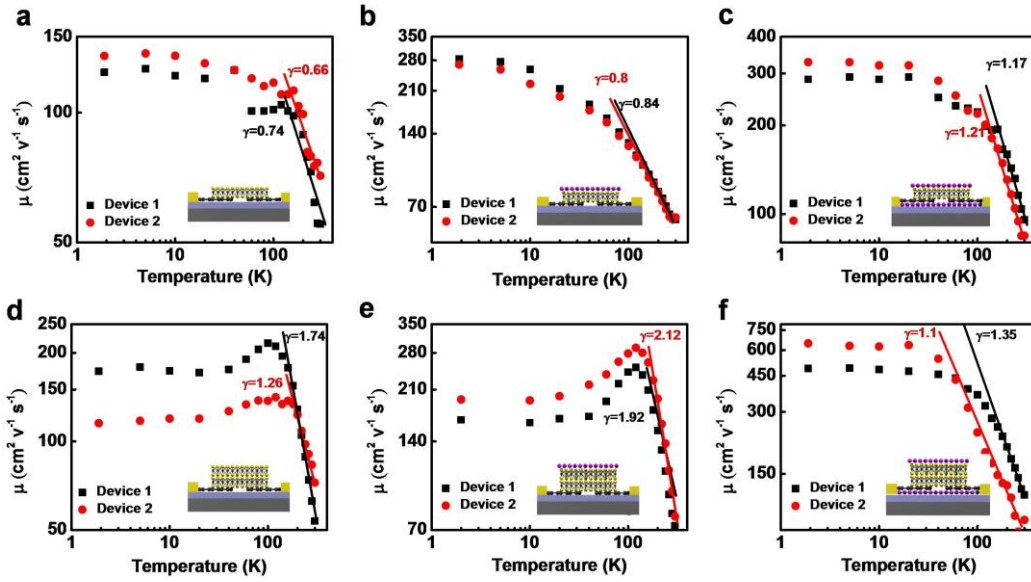 a
150
100
50
μ (cm² v⁻¹ s⁻¹)
γ=0.66
γ=0.74
Device 1
Device 2
1
10
100
Temperature (K)
b
350
280
210
140
70
μ (cm² v⁻¹ s⁻¹)
γ=0.8
γ=0.84
Device 1
Device 2
1
10
100
Temperature (K)
c
400
300
200
100
μ (cm² v⁻¹ s⁻¹)
γ=1.17
γ=1.21
Device 1
Device 2
1
10
100
Temperature (K)
d
250
200
150
100
50
μ (cm² v⁻¹ s⁻¹)
γ=1.74
γ=1.26
Device 1
Device 2
1
10
100
Temperature (K)
e
350
280
210
140
70
μ (cm² v⁻¹ s⁻¹)
γ=2.12
γ=1.92
Device 1
Device 2
1
10
100
Temperature (K)
f
750
600
450
300
150
μ (cm² v⁻¹ s⁻¹)
γ=1.1
γ=1.35
Device 1
Device 2
1
10
100
Temperature (K)